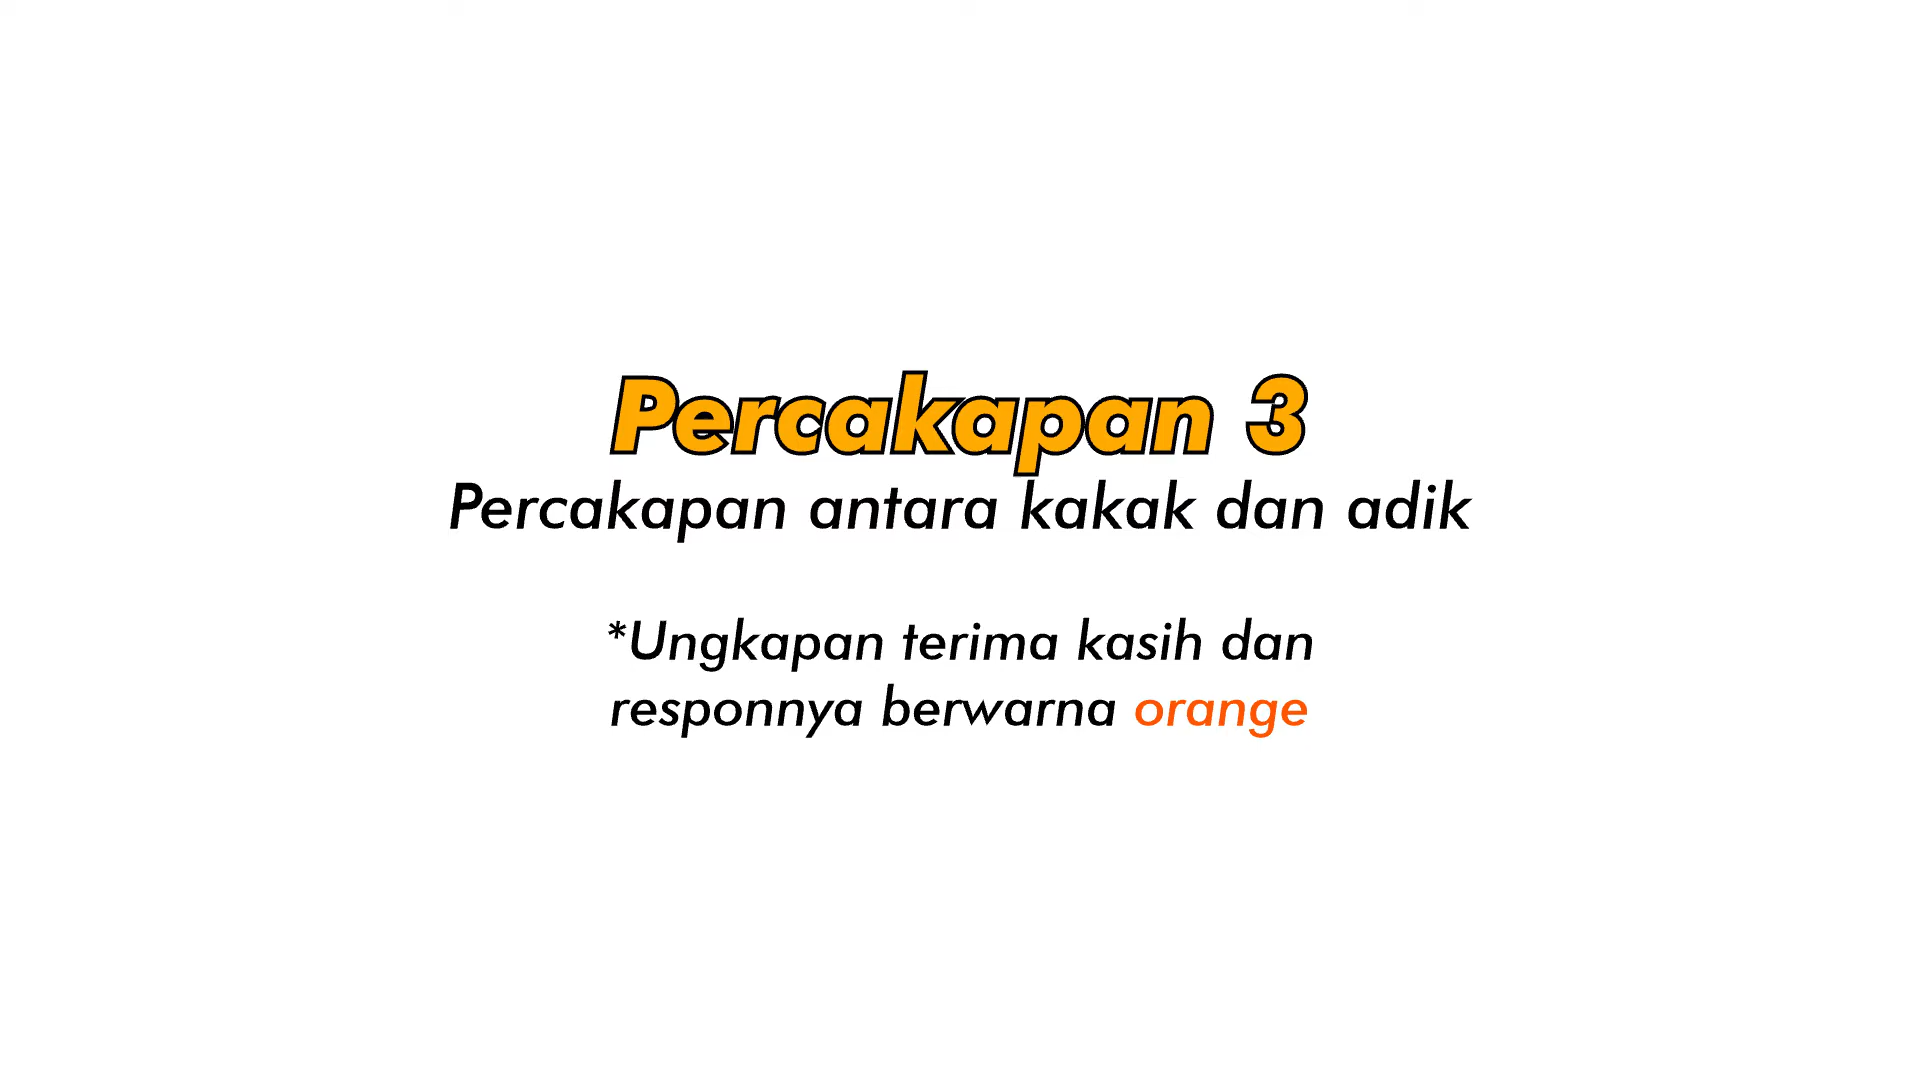 Percakapan 3
Percakapan antara kakak dan adik
*Ungkapan terima kasih dan
responnya berwarna orange